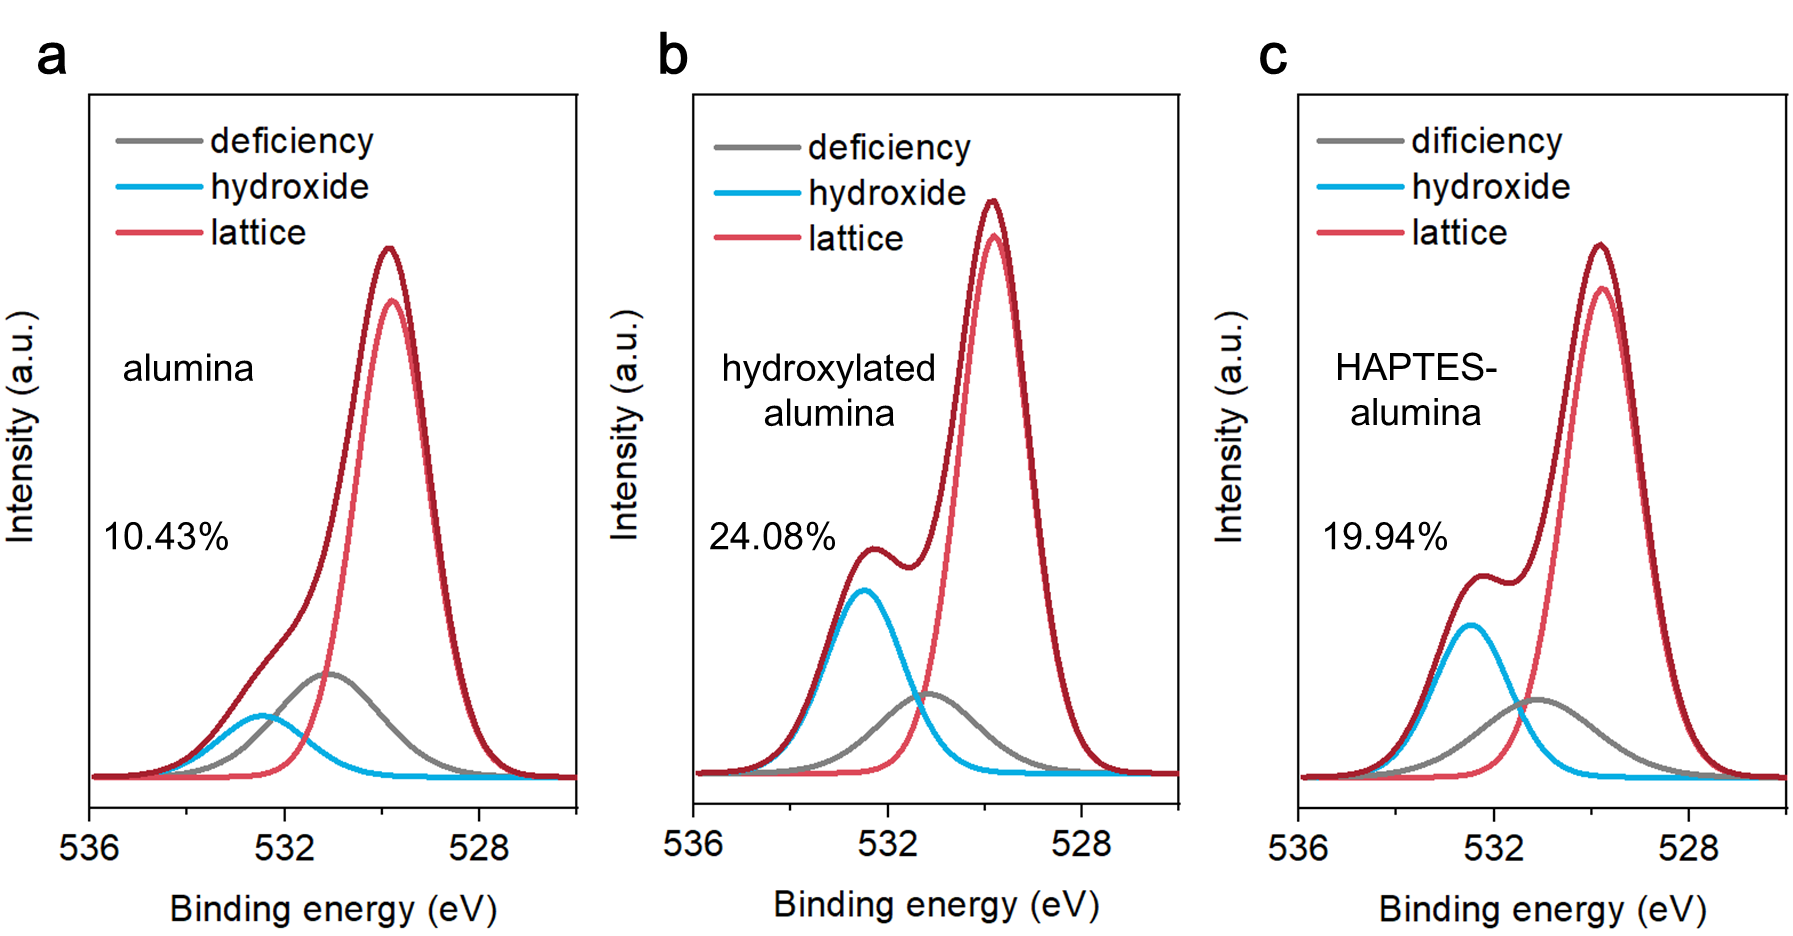 a
deficiency
hydroxide
lattice
alumina
10.43%
Intensity (a.u.)
536
532
528
Binding energy (eV)
b
deficiency
hydroxide
lattice
hydroxylated
alumina
24.08%
Intensity (a.u.)
536
532
528
Binding energy (eV)
c
dificiency
hydroxide
lattice
HAPTES-
alumina
19.94%
Intensity (a.u.)
536
532
528
Binding energy (eV)